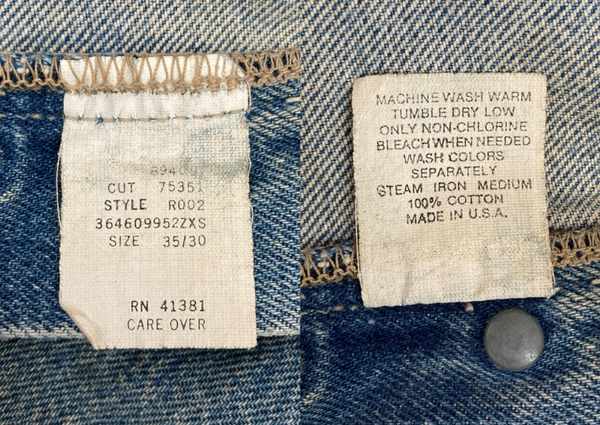 CUT 75351
STYLE R002
364609952ZXS
SIZE 35/30
RN 41381
CARE OVER
MACHINE WASH WARM
TUMBLE DRY LOW
ONLY NON-CHLORINE
BLEACH WHEN NEEDED
WASH COLORS
SEPARATELY
STEAM IRON MEDIUM
100% COTTON
MADE IN U.S.A.